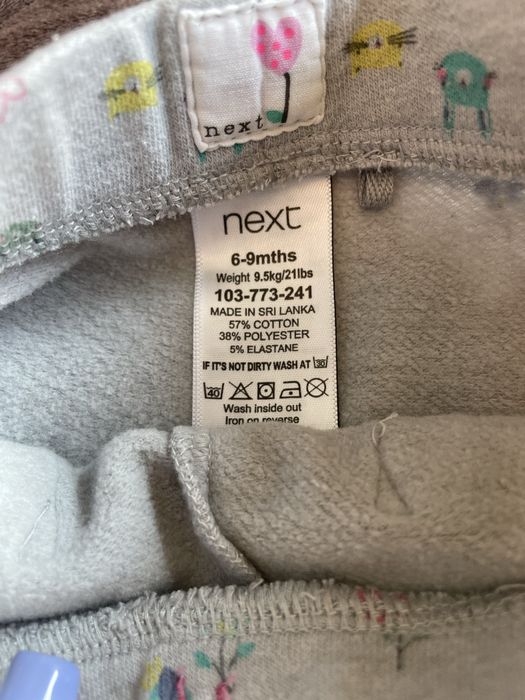 next
next
6-9mths
Weight 9.5kg/21lbs
103-773-241
MADE IN SRI LANKA
57% COTTON
38% POLYESTER
5% ELASTANE
IF IT'S NOT DIRTY WASH AT 30
40
Wash inside out
Iron on reverse